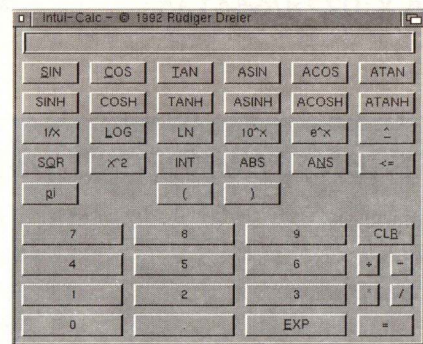 Intui-Calc - © 1992 Rüdiger Dreier
SIN COS TAN ASIN ACOS ATAN
SINH COSH TANH ASINH ACOSH ATANH
1/X LOG LN 10^x e^x ^
SQR X^2 INT ABS ANS <=
pi ( )
7 8 9 CLR
4 5 6 + -
1 2 3 * /
0 . EXP =